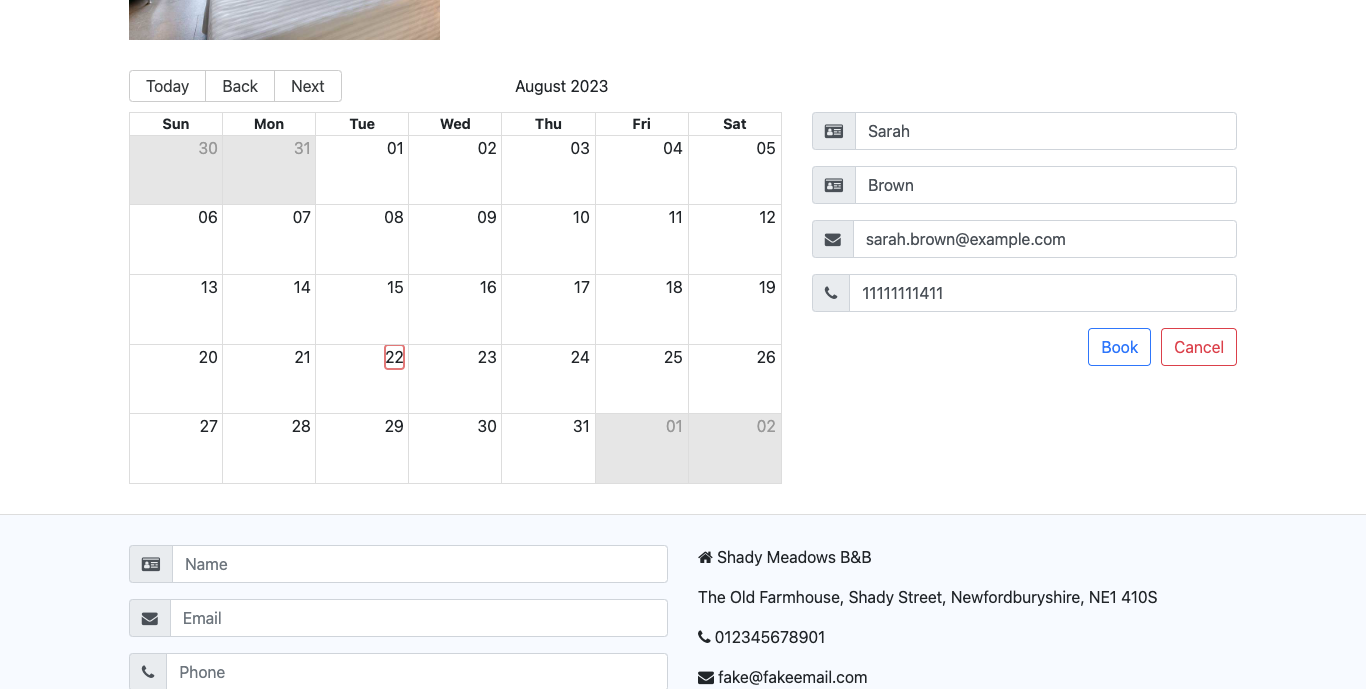 Today Back Next August 2023
Sun Mon Tue Wed Thu Fri Sat
30 31 01 02 03 04 05
06 07 08 09 10 11 12
13 14 15 16 17 18 19
20 21 22 23 24 25 26
27 28 29 30 31 01 02
Sarah
Brown
sarah.brown@example.com
11111111411
Book Cancel
Name
Email
Phone
Shady Meadows B&B
The Old Farmhouse, Shady Street, Newfordburyshire, NE1 410S
012345678901
fake@fakeemail.com